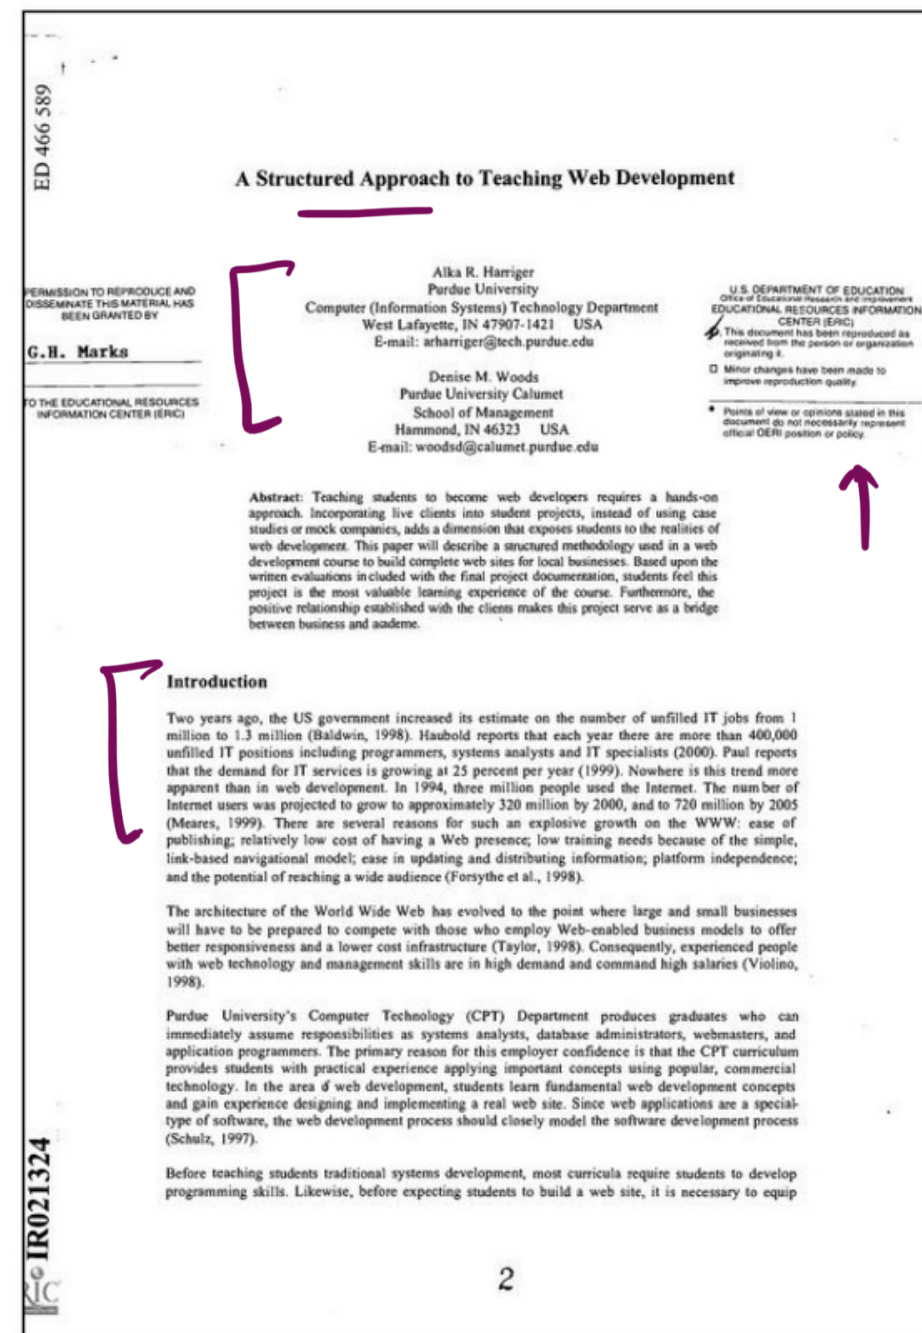 ED 466 589
A Structured Approach to Teaching Web Development
PERMISSION TO REPRODUCE AND
DISSEMINATE THIS MATERIAL HAS
BEEN GRANTED BY
G.H. Marks
TO THE EDUCATIONAL RESOURCES
INFORMATION CENTER (ERIC)
Alka R. Harriger
Purdue University
Computer (Information Systems) Technology Department
West Lafayette, IN 47907-1421 USA
E-mail: arharriger@tech.purdue.edu
Denise M. Woods
Purdue University Calumet
School of Management
Hammond, IN 46323 USA
E-mail: woodsd@calumet.purdue.edu
U.S. DEPARTMENT OF EDUCATION
Office of Educational Research and Improvement
EDUCATIONAL RESOURCES INFORMATION
CENTER (ERIC)
This document has been reproduced as
received from the person or organization
originating it.
Minor changes have been made to
improve reproduction quality.
• Points of view or opinions stated in this
document do not necessarily represent
official OERI position or policy.
Abstract: Teaching students to become web developers requires a hands-on
approach. Incorporating live clients into student projects, instead of using case
studies or mock companies, adds a dimension that exposes students to the realities of
web development. This paper will describe a structured methodology used in a web
development course to build complete web sites for local businesses. Based upon the
written evaluations included with the final project documentation, students feel this
project is the most valuable learning experience of the course. Furthermore, the
positive relationship established with the clients makes this project serve as a bridge
between business and academe.
Introduction
Two years ago, the US government increased its estimate on the number of unfilled IT jobs from 1
million to 1.3 million (Baldwin, 1998). Haubold reports that each year there are more than 400,000
unfilled IT positions including programmers, systems analysts and IT specialists (2000). Paul reports
that the demand for IT services is growing at 25 percent per year (1999). Nowhere is this trend more
apparent than in web development. In 1994, three million people used the Internet. The number of
Internet users was projected to grow to approximately 320 million by 2000, and to 720 million by 2005
(Meares, 1999). There are several reasons for such an explosive growth on the WWW: ease of
publishing; relatively low cost of having a Web presence; low training needs because of the simple,
link-based navigational model; ease in updating and distributing information; platform independence;
and the potential of reaching a wide audience (Forsythe et al., 1998).
The architecture of the World Wide Web has evolved to the point where large and small businesses
will have to be prepared to compete with those who employ Web-enabled business models to offer
better responsiveness and a lower cost infrastructure (Taylor, 1998). Consequently, experienced people
with web technology and management skills are in high demand and command high salaries (Violino,
1998).
Purdue University's Computer Technology (CPT) Department produces graduates who can
immediately assume responsibilities as systems analysts, database administrators, webmasters, and
application programmers. The primary reason for this employer confidence is that the CPT curriculum
provides students with practical experience applying important concepts using popular, commercial
technology. In the area of web development, students learn fundamental web development concepts
and gain experience designing and implementing a real web site. Since web applications are a special-
type of software, the web development process should closely model the software development process
(Schulz, 1997).
Before teaching students traditional systems development, most curricula require students to develop
programming skills. Likewise, before expecting students to build a web site, it is necessary to equip
IR021324
RIC
2